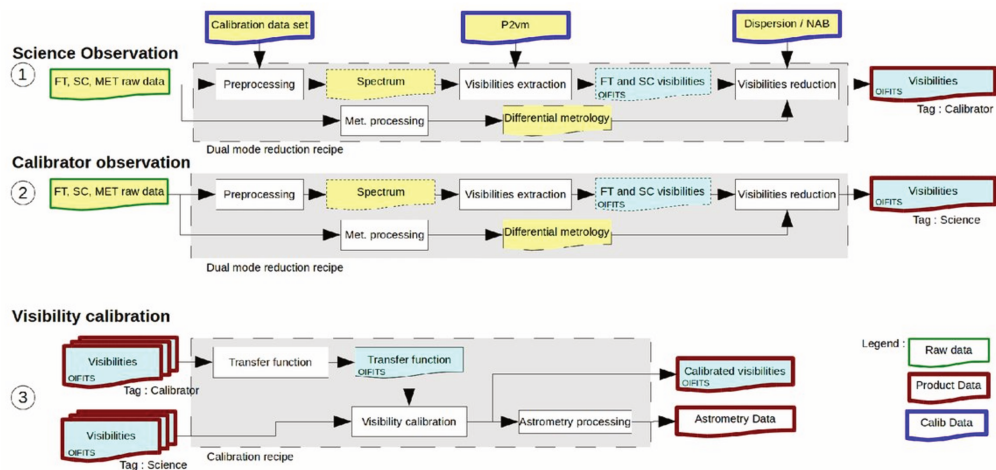 Calibration data set
P2vm
Dispersion / NAB
Science Observation
1
FT, SC, MET raw data
Preprocessing
Spectrum
Visibilities extraction
FT and SC visibilities
OIFITS
Visibilities reduction
Visibilities
OIFITS
Tag : Calibrator
Met. processing
Differential metrology
Dual mode reduction recipe
Calibrator observation
2
FT, SC, MET raw data
Preprocessing
Spectrum
Visibilities extraction
FT and SC visibilities
OIFITS
Visibilities reduction
Visibilities
OIFITS
Tag : Science
Met. processing
Differential metrology
Dual mode reduction recipe
Visibility calibration
3
Visibilities
OIFITS
Tag : Calibrator
Transfer function
Transfer function
OIFITS
Calibrated visibilities
OIFITS
Visibilities
OIFITS
Tag : Science
Visibility calibration
Astrometry processing
Astrometry Data
Calibration recipe
Legend :
Raw data
Product Data
Calib Data